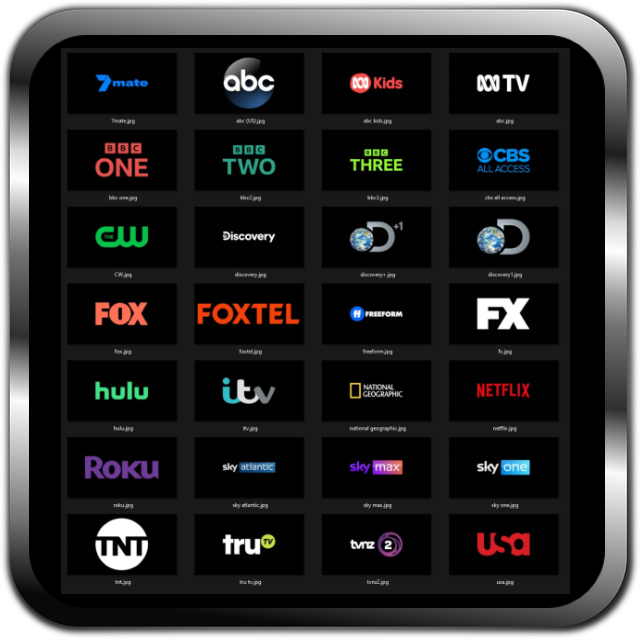 7mate
abc
abc Kids
abc TV
7mate.jpg
abc (US).jpg
abc kids.jpg
abc.jpg
BBC
ONE
BBC
TWO
BBC
THREE
CBS
ALL ACCESS
bbc one.jpg
bbc2.jpg
bbc3.jpg
cbs all access.jpg
THE CW
Discovery
D+1
D
CW.jpg
discovery.jpg
discovery+.jpg
discovery1.jpg
FOX
FOXTEL
ff FREEFORM
FX
fox.jpg
foxtel.jpg
freeform.jpg
fx.jpg
hulu
itv
NATIONAL
GEOGRAPHIC
NETFLIX
hulu.jpg
itv.jpg
national geographic.jpg
netflix.jpg
ROKU
sky atlantic
sky max
sky one
roku.jpg
sky atlantic.jpg
sky max.jpg
sky one.jpg
TNT
truTV
tvnz 2
usa
tnt.jpg
tru tv.jpg
tvnz2.jpg
usa.jpg